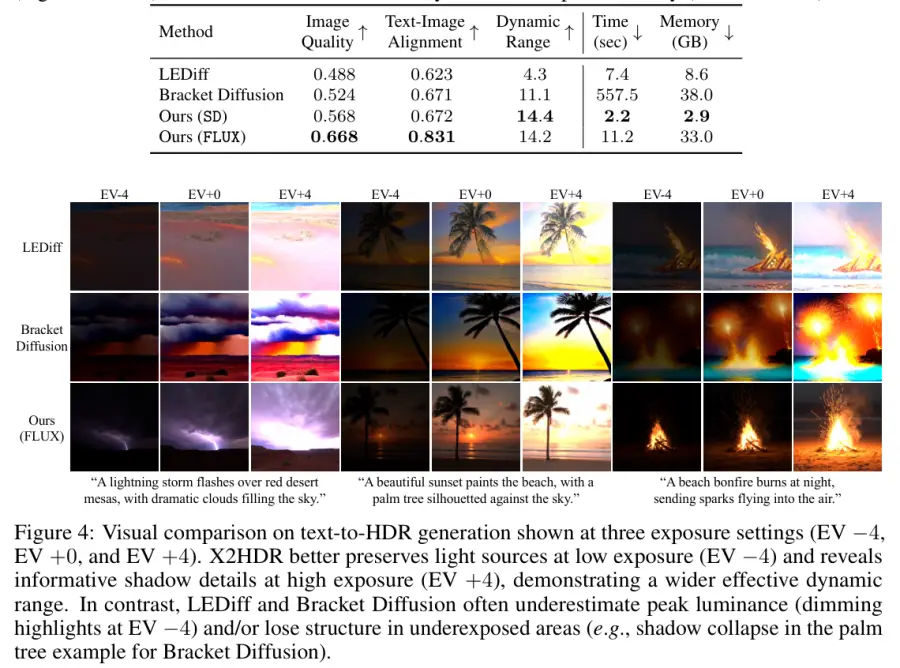 Method Image Quality ↑ Text-Image Alignment ↑ Dynamic Range ↑ Time (sec) ↓ Memory (GB) ↓
LEDiff 0.488 0.623 4.3 7.4 8.6
Bracket Diffusion 0.524 0.671 11.1 557.5 38.0
Ours (SD) 0.568 0.672 14.4 2.2 2.9
Ours (FLUX) 0.668 0.831 14.2 11.2 33.0
EV-4 EV+0 EV+4 EV-4 EV+0 EV+4 EV-4 EV+0 EV+4
LEDiff
Bracket
Diffusion
Ours
(FLUX)
“A lightning storm flashes over red desert
mesas, with dramatic clouds filling the sky.”
“A beautiful sunset paints the beach, with a
palm tree silhouetted against the sky.”
“A beach bonfire burns at night,
sending sparks flying into the air.”
Figure 4: Visual comparison on text-to-HDR generation shown at three exposure settings (EV −4,
EV +0, and EV +4). X2HDR better preserves light sources at low exposure (EV −4) and reveals
informative shadow details at high exposure (EV +4), demonstrating a wider effective dynamic
range. In contrast, LEDiff and Bracket Diffusion often underestimate peak luminance (dimming
highlights at EV −4) and/or lose structure in underexposed areas (e.g., shadow collapse in the palm
tree example for Bracket Diffusion).